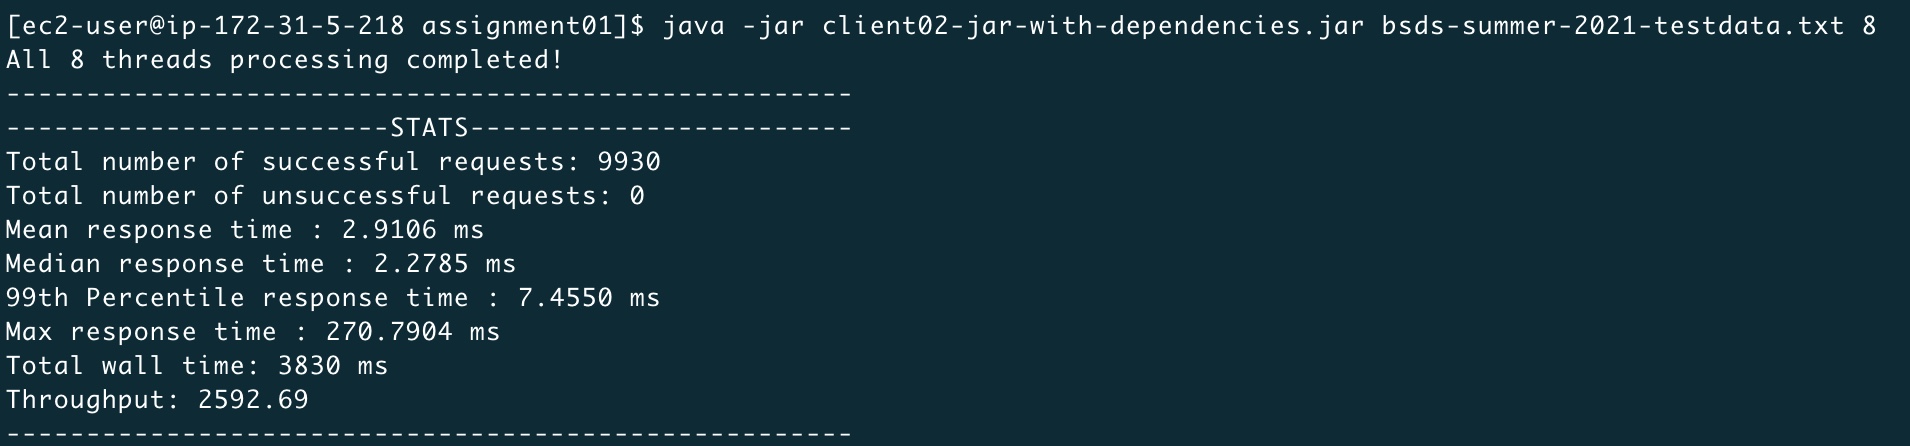 [ec2-user@ip-172-31-5-218 assignment01]$ java -jar client02-jar-with-dependencies.jar bsds-summer-2021-testdata.txt 8
All 8 threads processing completed!
-----------------------------------------------------
------------------------STATS------------------------
Total number of successful requests: 9930
Total number of unsuccessful requests: 0
Mean response time : 2.9106 ms
Median response time : 2.2785 ms
99th Percentile response time : 7.4550 ms
Max response time : 270.7904 ms
Total wall time: 3830 ms
Throughput: 2592.69
-----------------------------------------------------